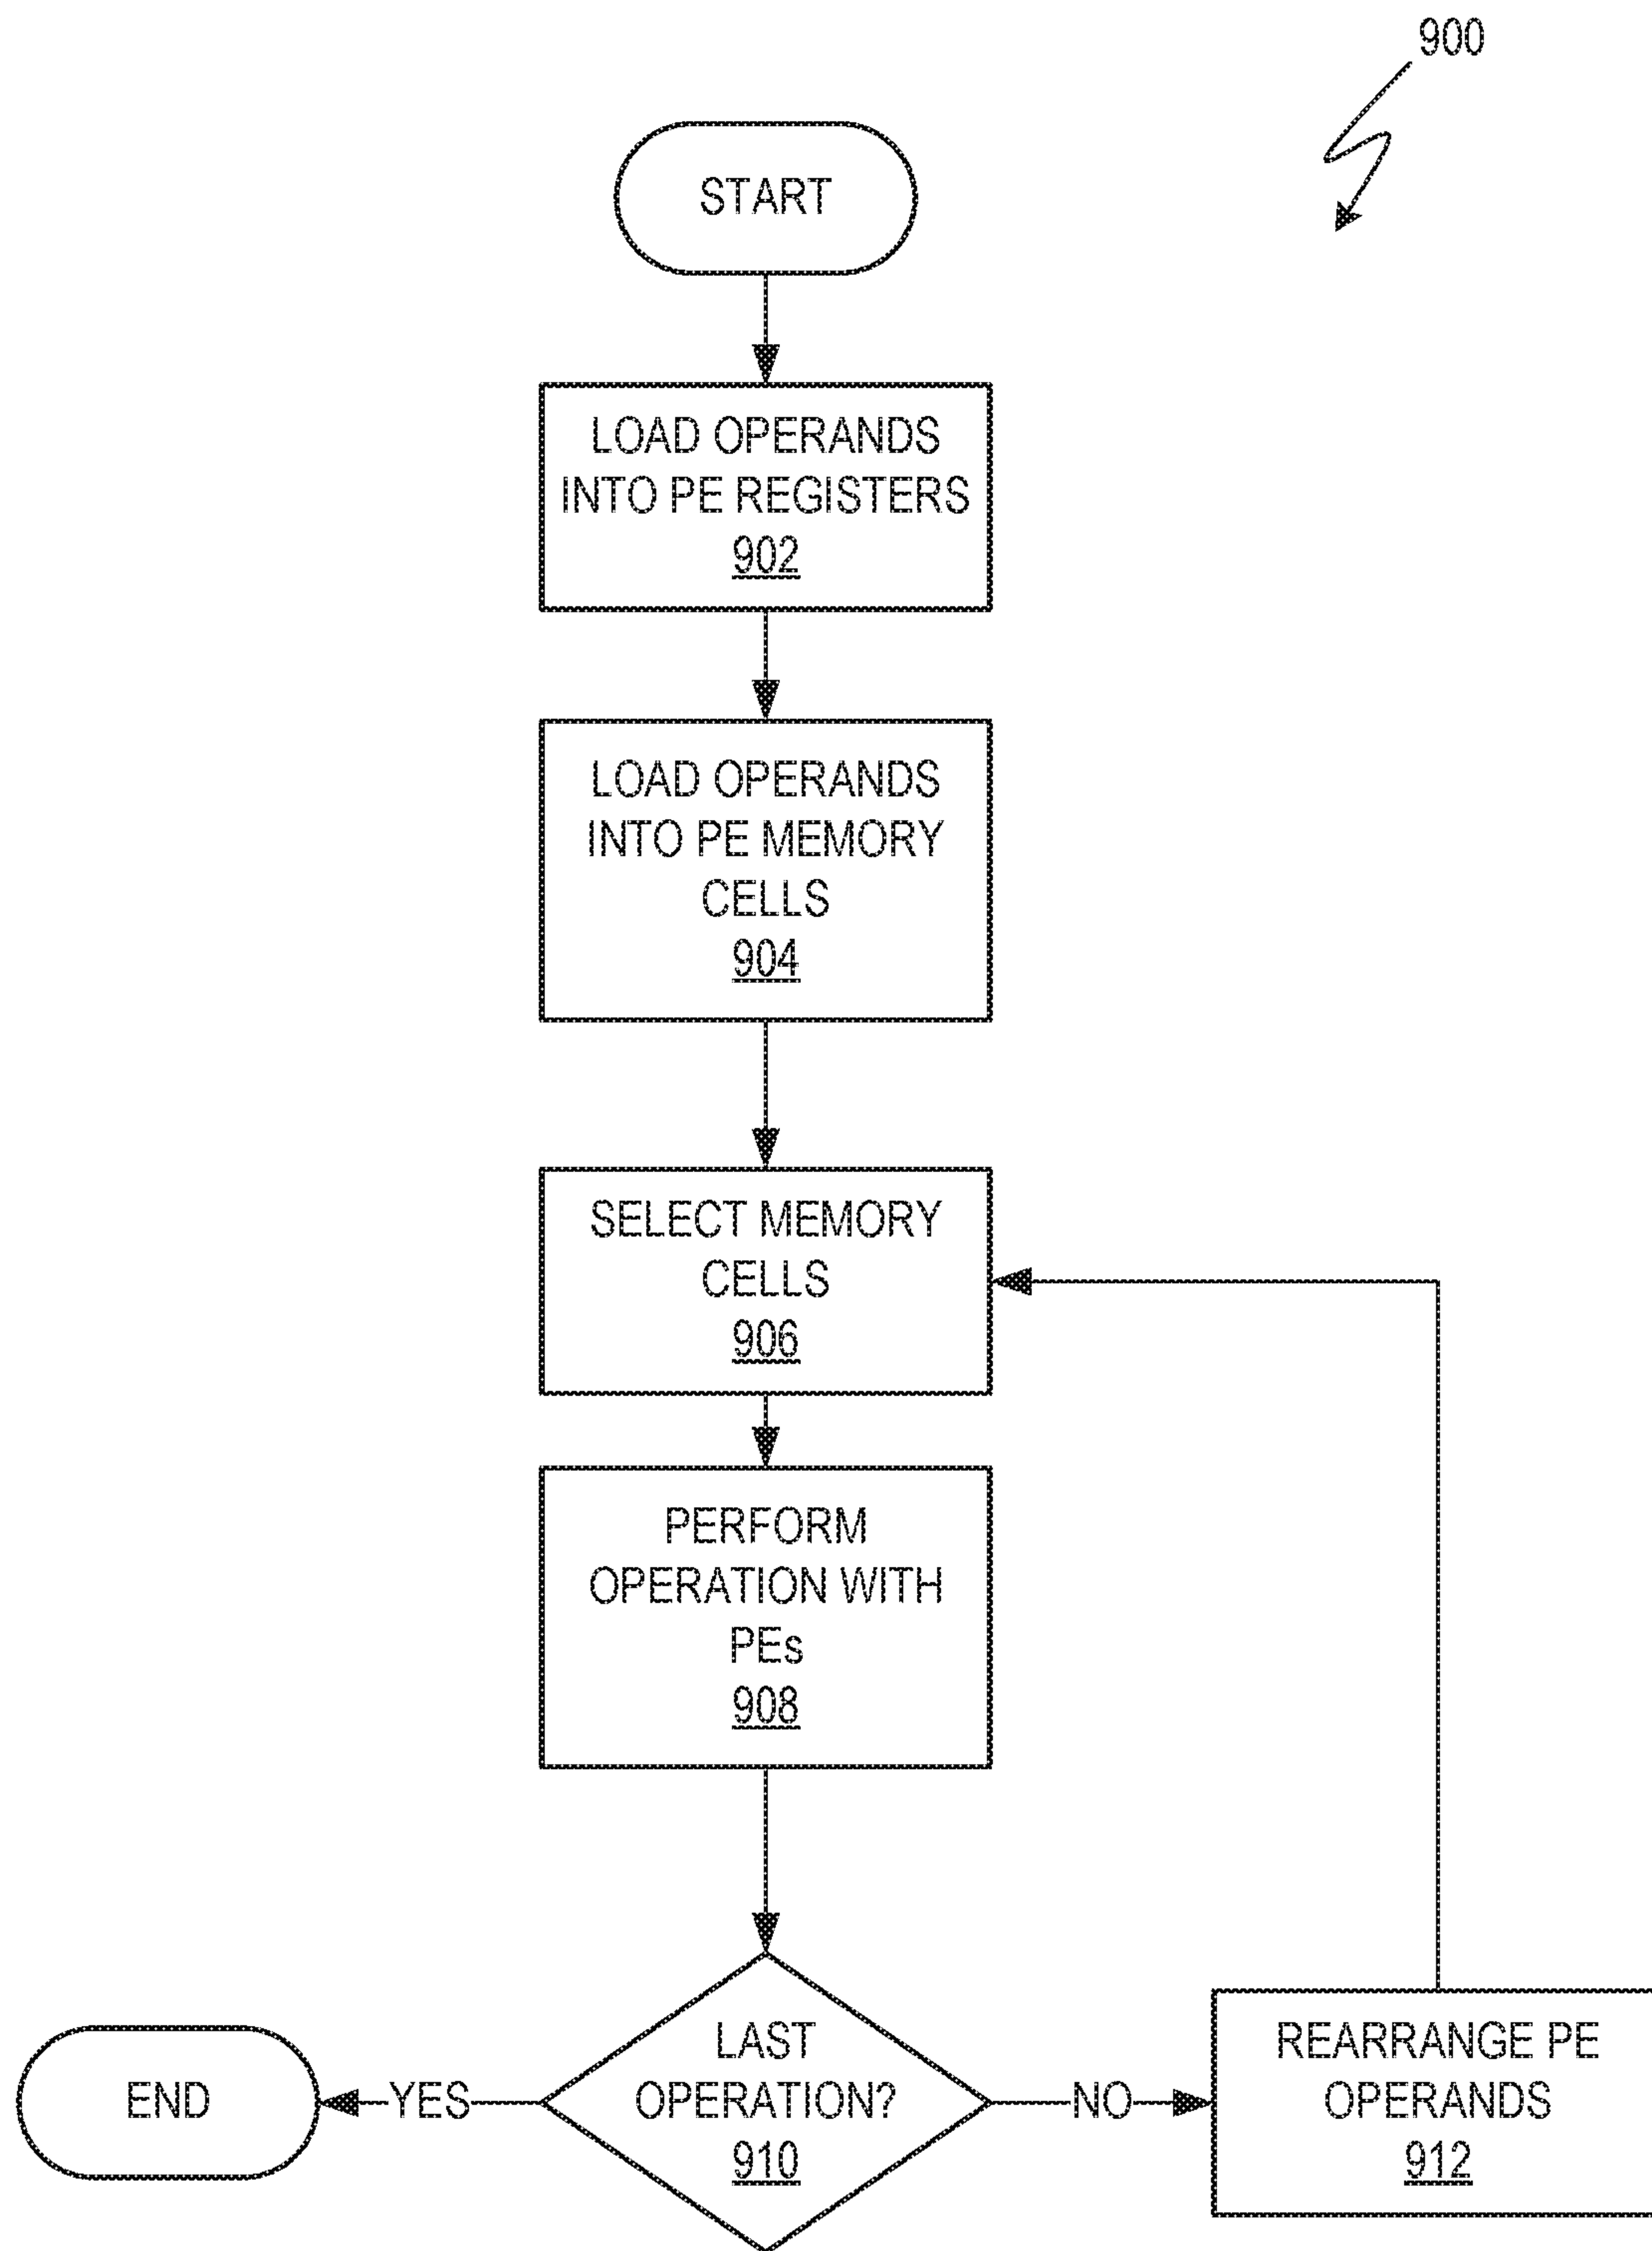 900
START
LOAD OPERANDS
INTO PE REGISTERS
902
LOAD OPERANDS
INTO PE MEMORY
CELLS
904
SELECT MEMORY
CELLS
906
PERFORM
OPERATION WITH
PEs
908
LAST
OPERATION?
910
YES
END
NO
REARRANGE PE
OPERANDS
912